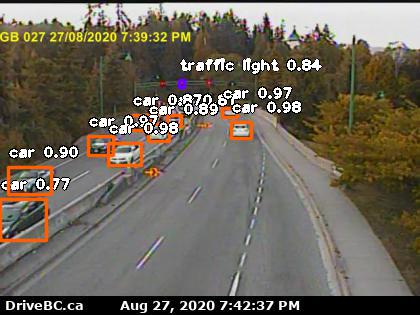 GB 027 27/08/2020 7:39:32 PM
traffic light 0.84
car 0.97
car 0.98
car 0.89
car 0.98
car 0.90
car 0.77
DriveBC.ca
Aug 27, 2020 7:42:37 PM